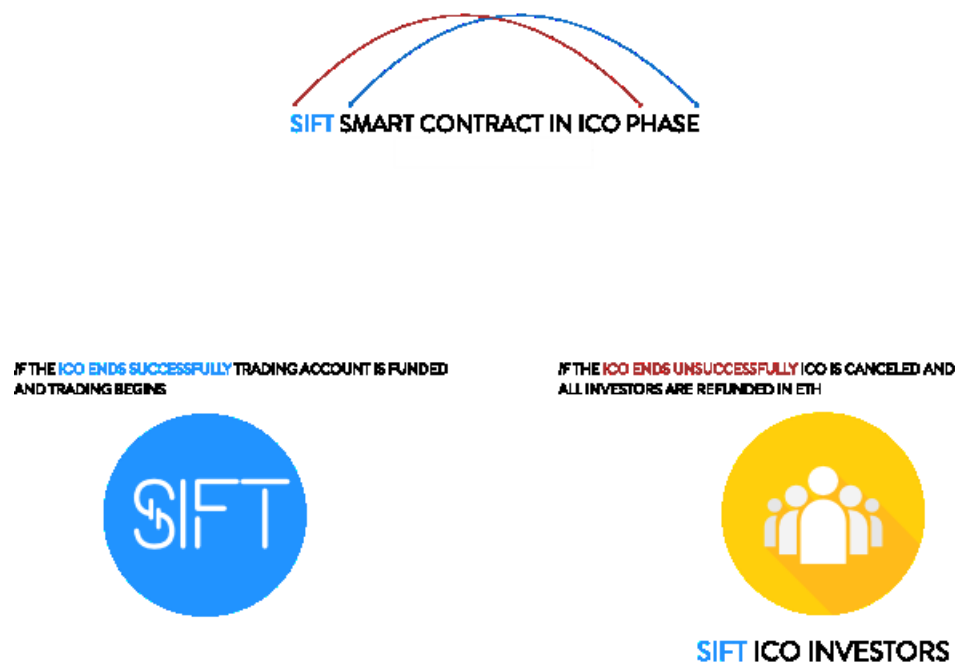 SIFT SMART CONTRACT IN ICO PHASE
IF THE ICO ENDS SUCCESSFULLY TRADING ACCOUNT IS FUNDED
AND TRADING BEGINS
IF THE ICO ENDS UNSUCCESSFULLY ICO IS CANCELED AND
ALL INVESTORS ARE REFUNDED IN ETH
SIFT
SIFT ICO INVESTORS